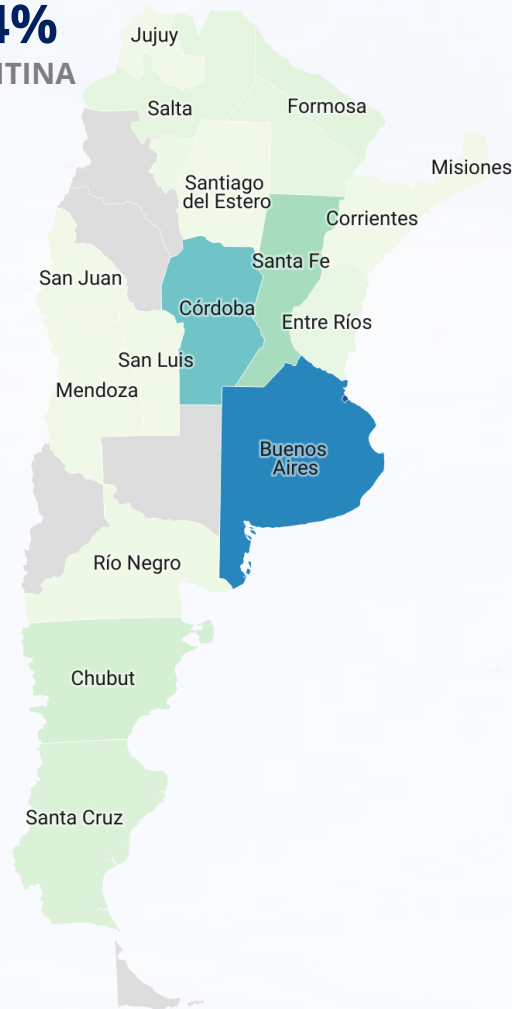 4%
Jujuy
Salta
Formosa
Misiones
Santiago
del Estero
Corrientes
Santa Fe
San Juan
Córdoba
Entre Ríos
San Luis
Mendoza
Buenos
Aires
Río Negro
Chubut
Santa Cruz